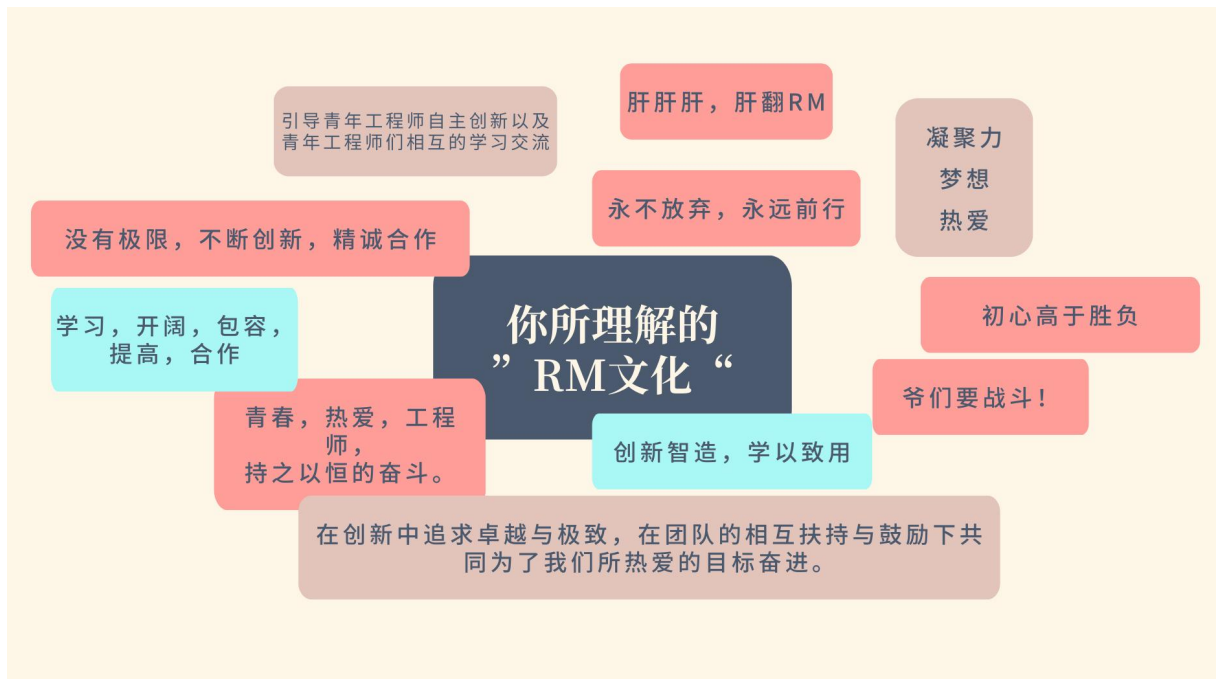 肝肝肝，肝翻RM
引导青年工程师自主创新以及
青年工程师们相互的学习交流
凝聚力
梦想
热爱
永不放弃，永远前行
没有极限，不断创新，精诚合作
你所理解的
”RM文化“
初心高于胜负
学习，开阔，包容，
提高，合作
爷们要战斗！
青春，热爱，工程
师，
持之以恒的奋斗。
创新智造，学以致用
在创新中追求卓越与极致，在团队的相互扶持与鼓励下共
同为了我们所热爱的目标奋进。